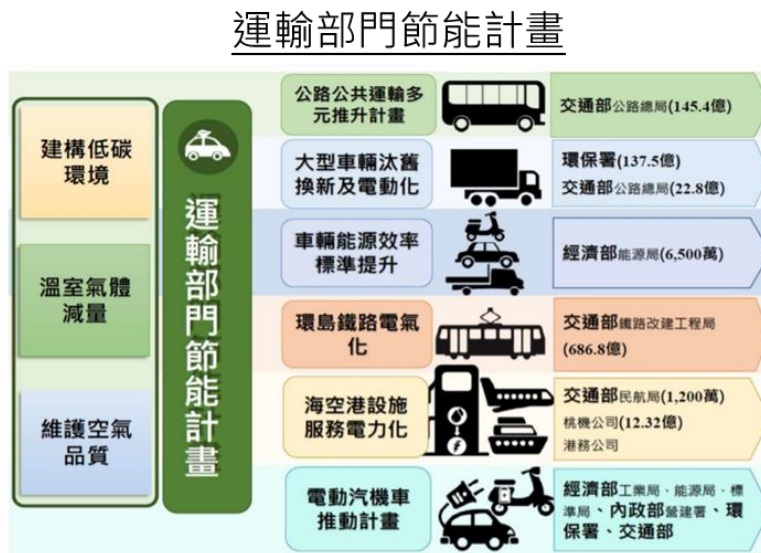 運輸部門節能計畫
建構低碳
環境
溫室氣體
減量
維護空氣
品質
運輸部門節能計畫
公路公共運輸多
元推升計畫
交通部公路總局(145.4億)
大型車輛汰舊
換新及電動化
環保署(137.5億)
交通部公路總局(22.8億)
車輛能源效率
標準提升
經濟部能源局(6,500萬)
環島鐵路電氣
化
交通部鐵路改建工程局
(686.8億)
海空港設施
服務電力化
交通部民航局(1,200萬)
桃機公司(12.32億)
港務公司
電動汽機車
推動計畫
經濟部工業局、能源局、標
準局、內政部營建署、環
保署、交通部